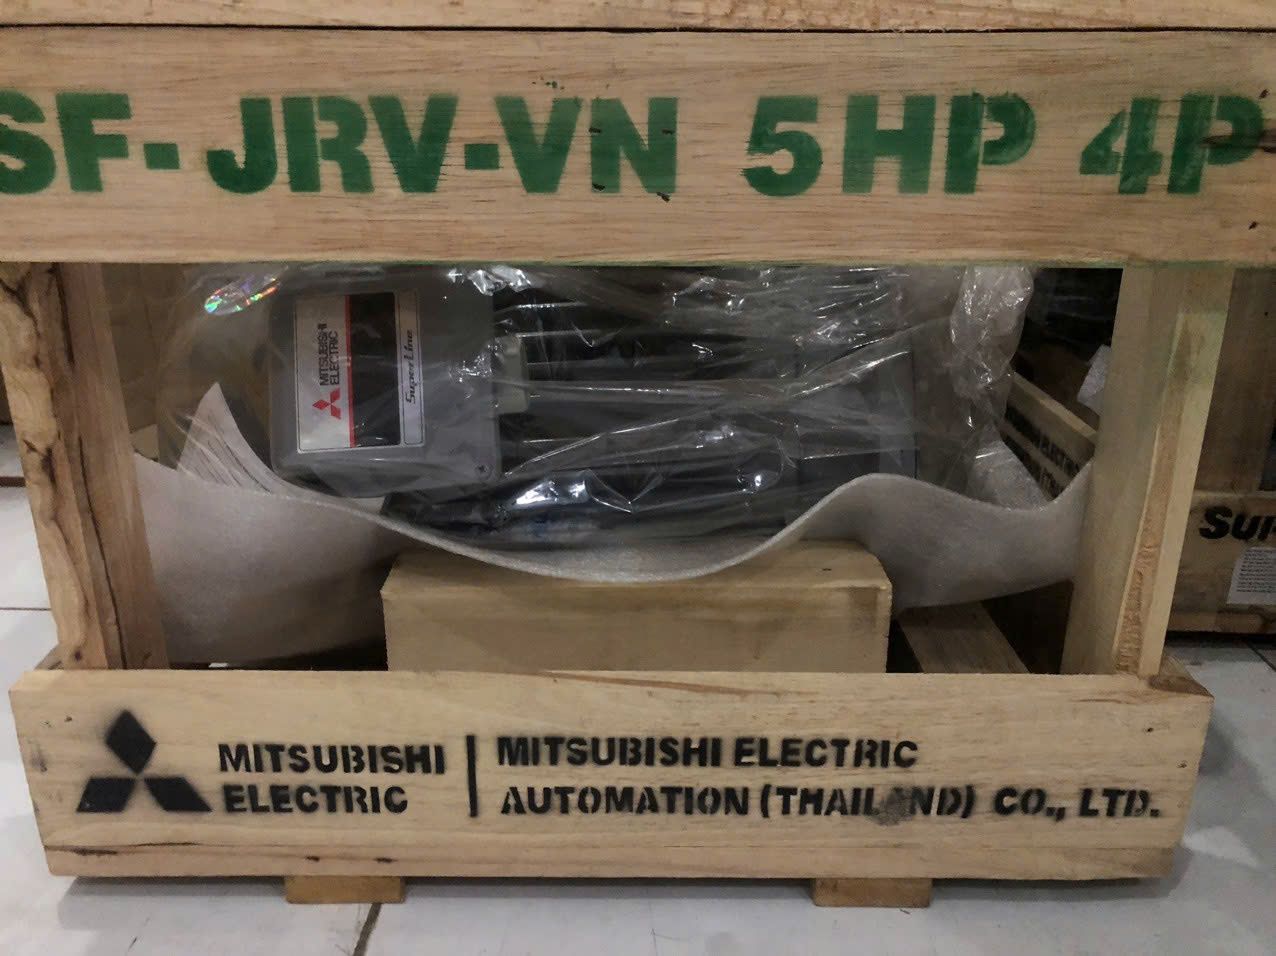 SF-JRV-VN 5HP 4P
MITSUBISHI
ELECTRIC
Super Line
MITSUBISHI
ELECTRIC
MITSUBISHI ELECTRIC
AUTOMATION (THAILAND) CO., LTD.